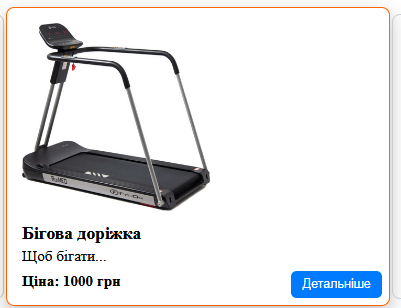 Бігова доріжка
Щоб бігати...
Ціна: 1000 грн
Детальніше